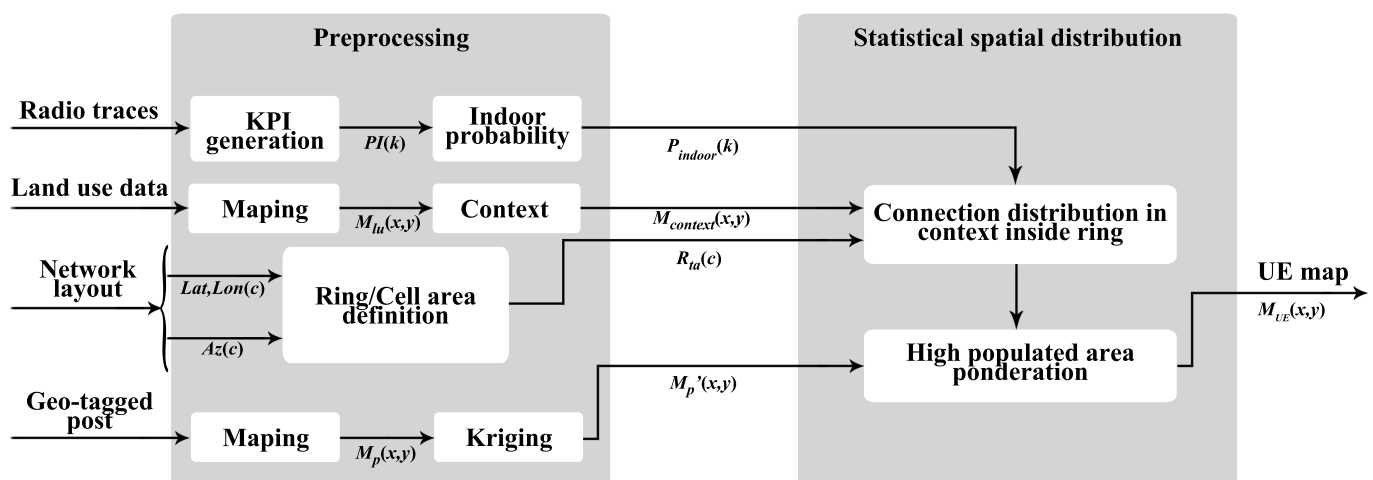 Preprocessing
Statistical spatial distribution
Radio traces
KPI
generation
PI(k)
Indoor
probability
P_indoor(k)
Land use data
Maping
M_lu(x,y)
Context
M_context(x,y)
Connection distribution in
context inside ring
Network
layout
Lat,Lon(c)
Az(c)
Ring/Cell area
definition
R_ta(c)
UE map
M_UE(x,y)
High populated area
ponderation
M_p’(x,y)
Geo-tagged
post
Maping
M_p(x,y)
Kriging